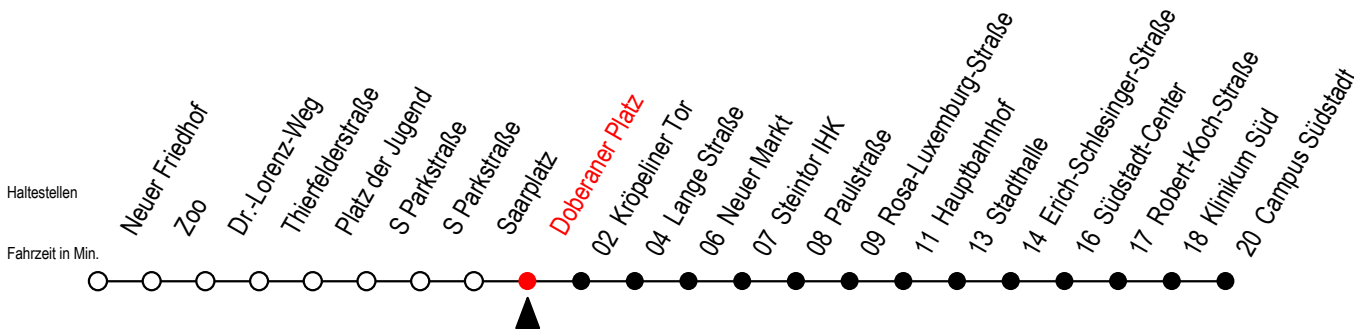 Haltestellen
Fahrzeit in Min.
Neuer Friedhof
Zoo
Dr.-Lorenz-Weg
Thierfelderstraße
Platz der Jugend
S Parkstraße
S Parkstraße
Saarplatz
Doberaner Platz
02 Kröpeliner Tor
04 Lange Straße
06 Neuer Markt
07 Steintor IHK
08 Paulstraße
09 Rosa-Luxemburg-Straße
11 Hauptbahnhof
13 Stadthalle
14 Erich-Schlesinger-Straße
16 Südstadt-Center
17 Robert-Koch-Straße
18 Klinikum Süd
20 Campus Südstadt